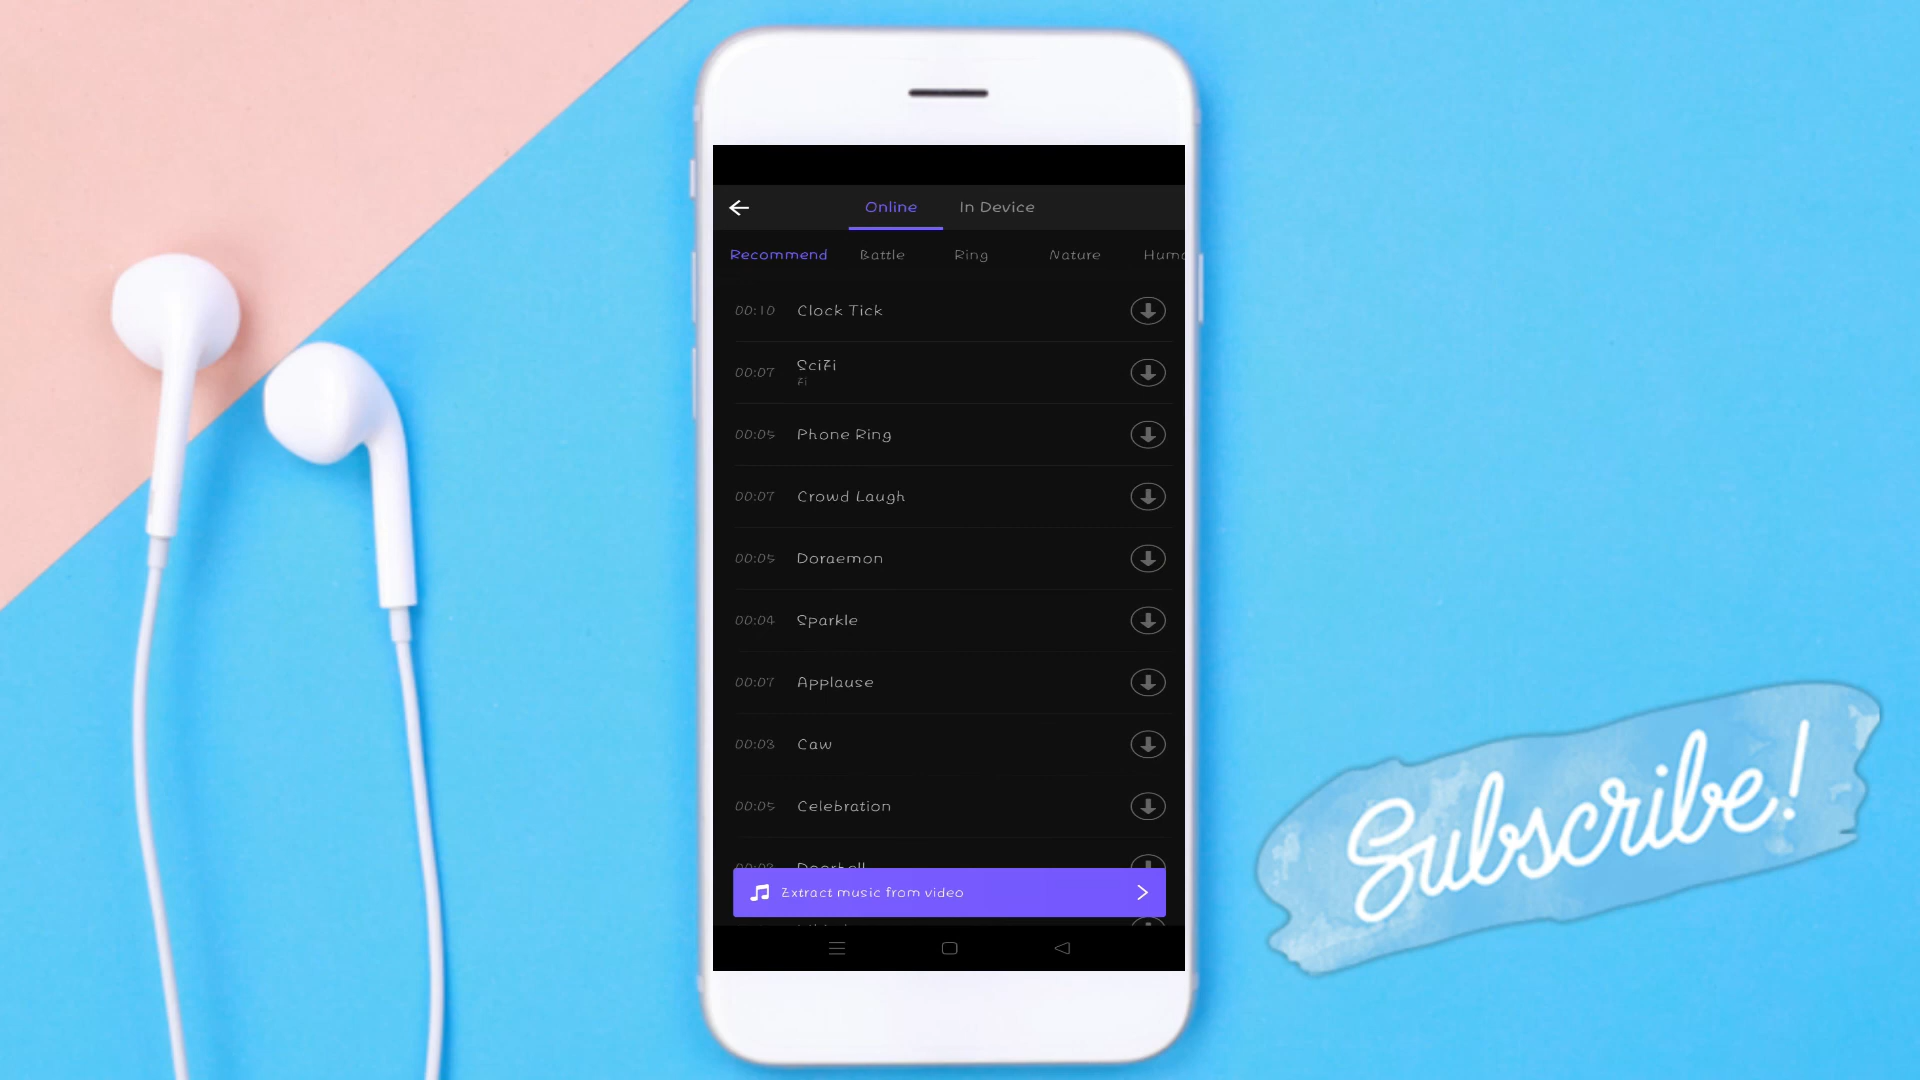 Online In Device
Recommend Battle Ring Nature
00:10 Clock Tick
00:07 SciFi
Fi
00:05 Phone Ring
00:07 Crowd Laugh
00:05 Doraemon
00:04 Sparkle
00:07 Applause
00:03 Caw
00:05 Celebration
Doorbell
Extract music from video
Subscribe!